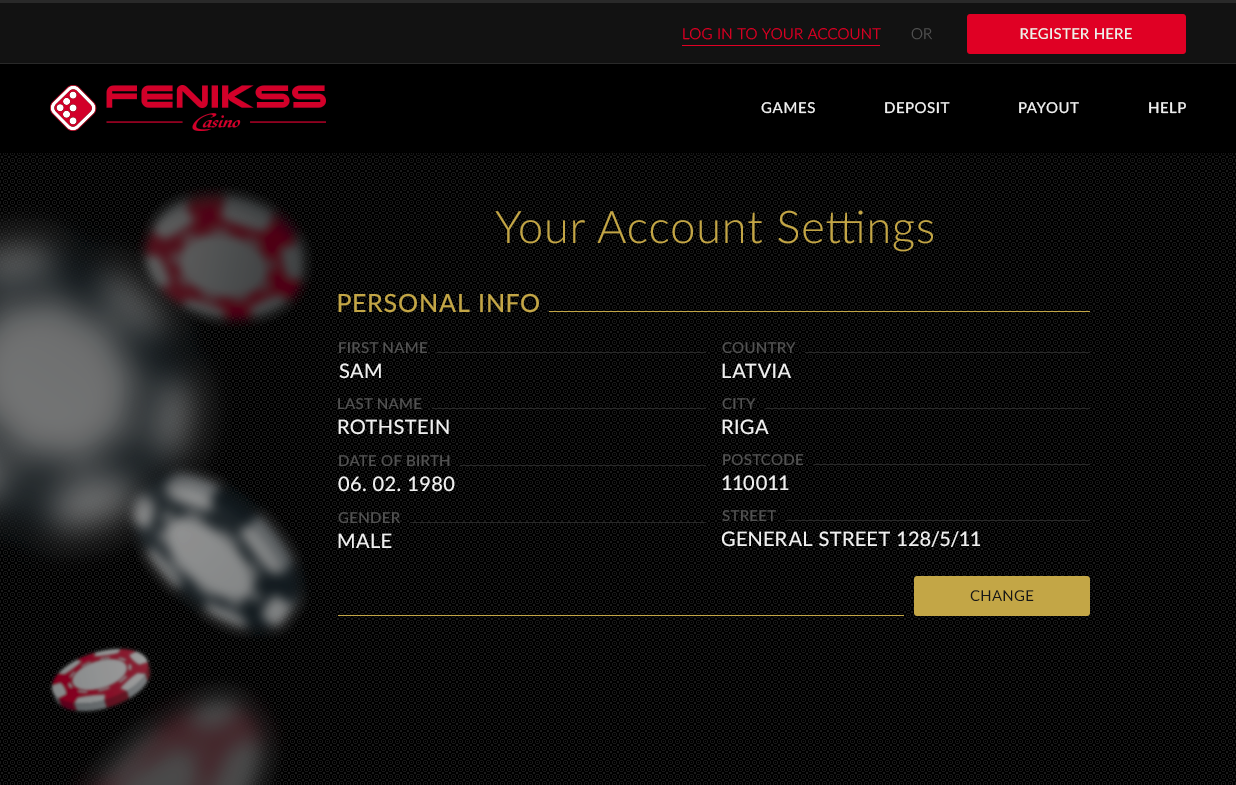 LOG IN TO YOUR ACCOUNT OR REGISTER HERE
FENIKSS
Casino
GAMES DEPOSIT PAYOUT HELP
Your Account Settings
PERSONAL INFO
FIRST NAME
SAM
LAST NAME
ROTHSTEIN
DATE OF BIRTH
06. 02. 1980
GENDER
MALE
COUNTRY
LATVIA
CITY
RIGA
POSTCODE
110011
STREET
GENERAL STREET 128/5/11
CHANGE